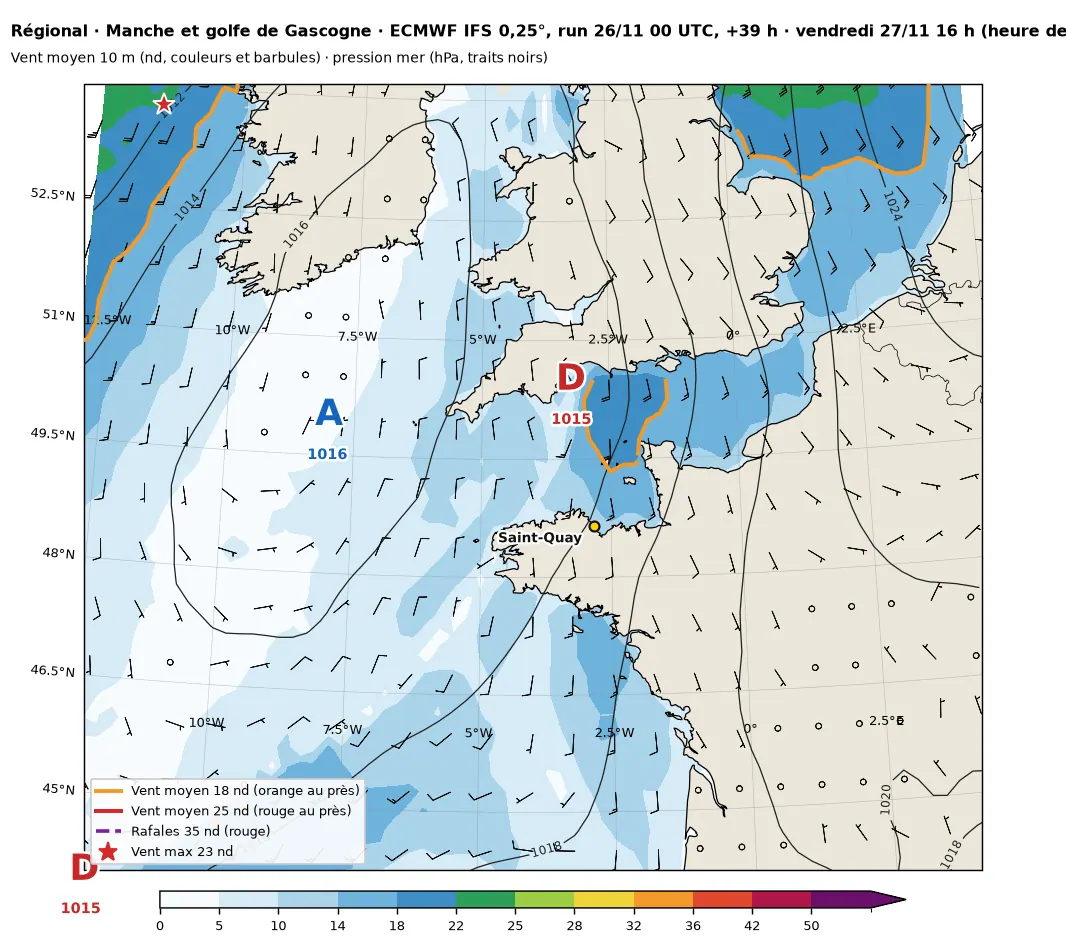 Régional · Manche et golfe de Gascogne · ECMWF IFS 0,25°, run 26/11 00 UTC, +39 h · vendredi 27/11 16 h (heure de
Vent moyen 10 m (nd, couleurs et barbules) · pression mer (hPa, traits noirs)
52.5°N
1014
1016
1024
51°N
10°W
7.5°W
5°W
2.5°W
0°
2.5°E
D
1015
A
1016
49.5°N
Saint-Quay
48°N
46.5°N
10°W
7.5°W
5°W
2.5°W
0°
2.5°E
45°N
Vent moyen 18 nd (orange au près)
Vent moyen 25 nd (rouge au près)
Rafales 35 nd (rouge)
Vent max 23 nd
1018
1020
1018
D
1015
0 5 10 14 18 22 25 28 32 36 42 50